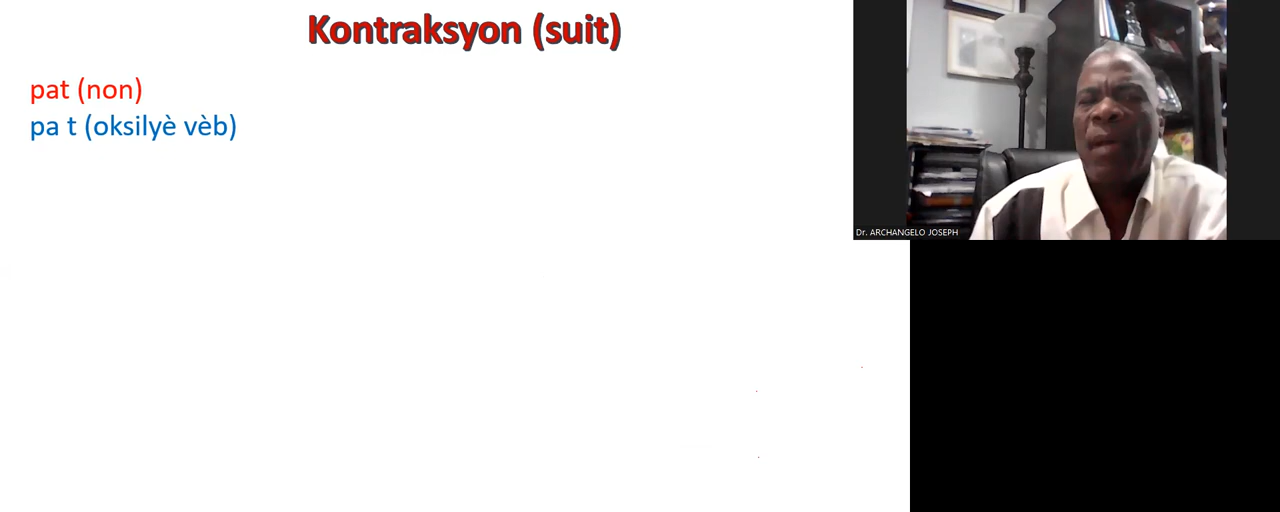 Kontraksyon (suit)
pat (non)
pa t (oksilyè vèb)
Dr. ARCHANGELO JOSEPH